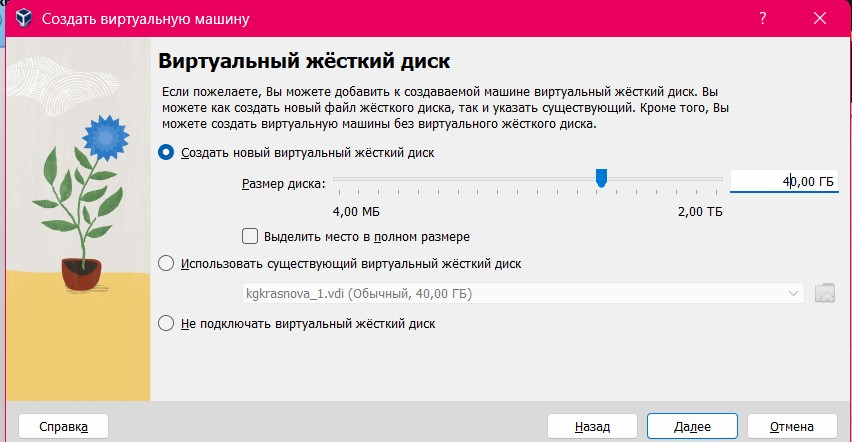 Создать виртуальную машину
?
Виртуальный жёсткий диск
Если пожелаете, Вы можете добавить к создаваемой машине виртуальный жёсткий диск. Вы
можете как создать новый файл жёсткого диска, так и указать существующий. Кроме того, Вы
можете создать виртуальную машины без виртуального жёсткого диска.
Создать новый виртуальный жёсткий диск
Размер диска:
40,00 ГБ
4,00 МБ
2,00 ТБ
Выделить место в полном размере
Использовать существующий виртуальный жёсткий диск
kgkrasnova_1.vdi (Обычный, 40,00 ГБ)
Не подключать виртуальный жёсткий диск
Справка
Назад
Далее
Отмена